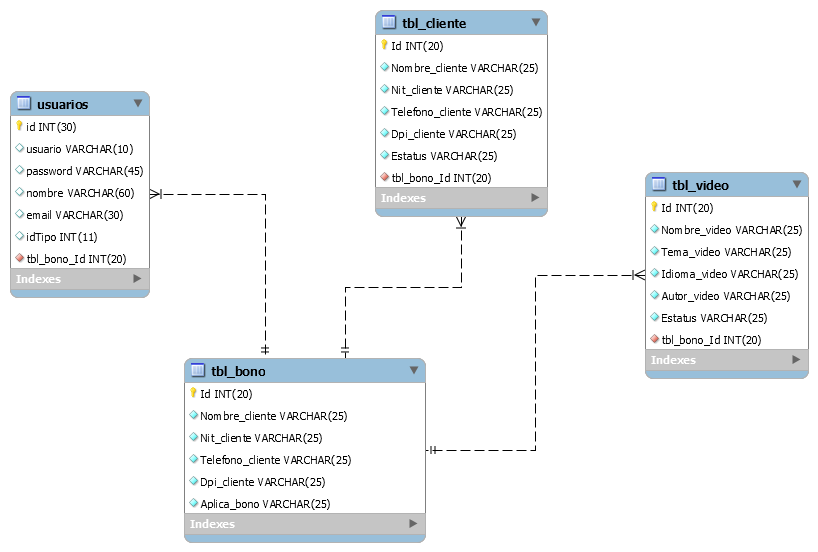 tbl_cliente
Id INT(20)
Nombre_cliente VARCHAR(25)
Nit_cliente VARCHAR(25)
Telefono_cliente VARCHAR(25)
Dpi_cliente VARCHAR(25)
Estatus VARCHAR(25)
tbl_bono_Id INT(20)
Indexes
usuarios
id INT(30)
usuario VARCHAR(10)
password VARCHAR(45)
nombre VARCHAR(60)
email VARCHAR(30)
idTipo INT(11)
tbl_bono_Id INT(20)
Indexes
tbl_video
Id INT(20)
Nombre_video VARCHAR(25)
Tema_video VARCHAR(25)
Idioma_video VARCHAR(25)
Autor_video VARCHAR(25)
Estatus VARCHAR(25)
tbl_bono_Id INT(20)
Indexes
tbl_bono
Id INT(20)
Nombre_cliente VARCHAR(25)
Nit_cliente VARCHAR(25)
Telefono_cliente VARCHAR(25)
Dpi_cliente VARCHAR(25)
Aplica_bono VARCHAR(25)
Indexes